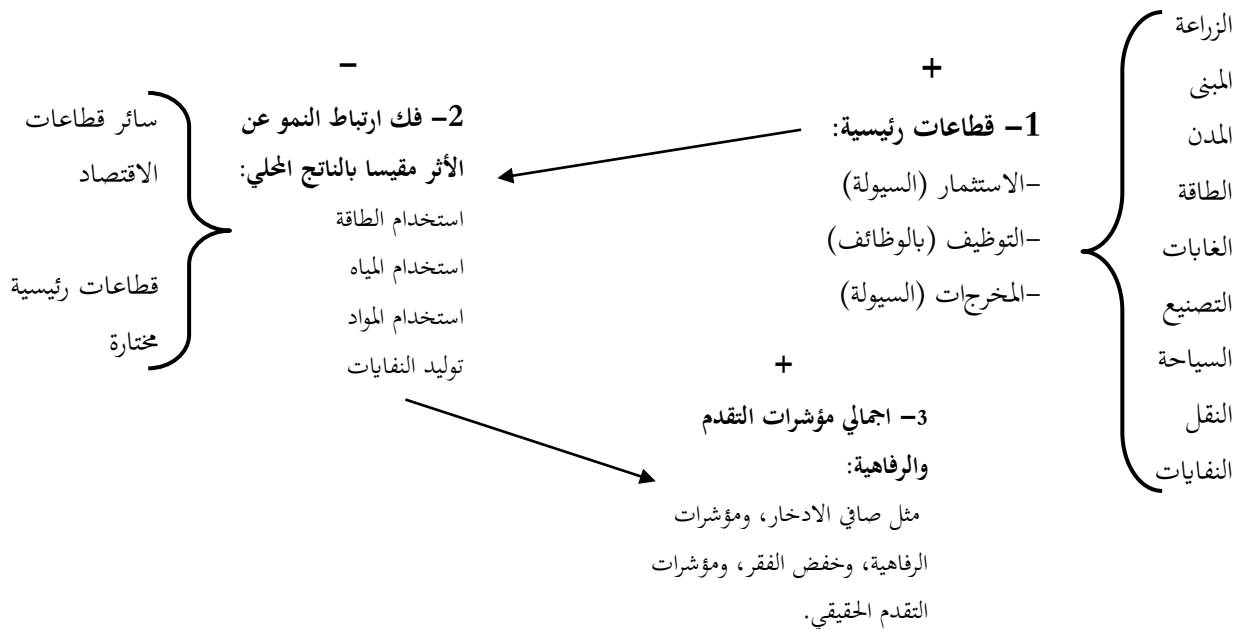 الزراعة
المبنى
المدن
الطاقة
الغابات
التصنيع
السياحة
النقل
النفايات
+
1– قطاعات رئيسية:
–الاستثمار (السيولة)
–التوظيف (بالوظائف)
–المخرجات (السيولة)
–
2– فك ارتباط النمو عن
الأثر مقيسا بالناتج المحلي:
استخدام الطاقة
استخدام المياه
استخدام المواد
توليد النفايات
سائر قطاعات
الاقتصاد
قطاعات رئيسية
مختارة
+
3– اجمالي مؤشرات التقدم
والرفاهية:
مثل صافي الادخار، ومؤشرات
الرفاهية، وخفض الفقر، ومؤشرات
التقدم الحقيقي.